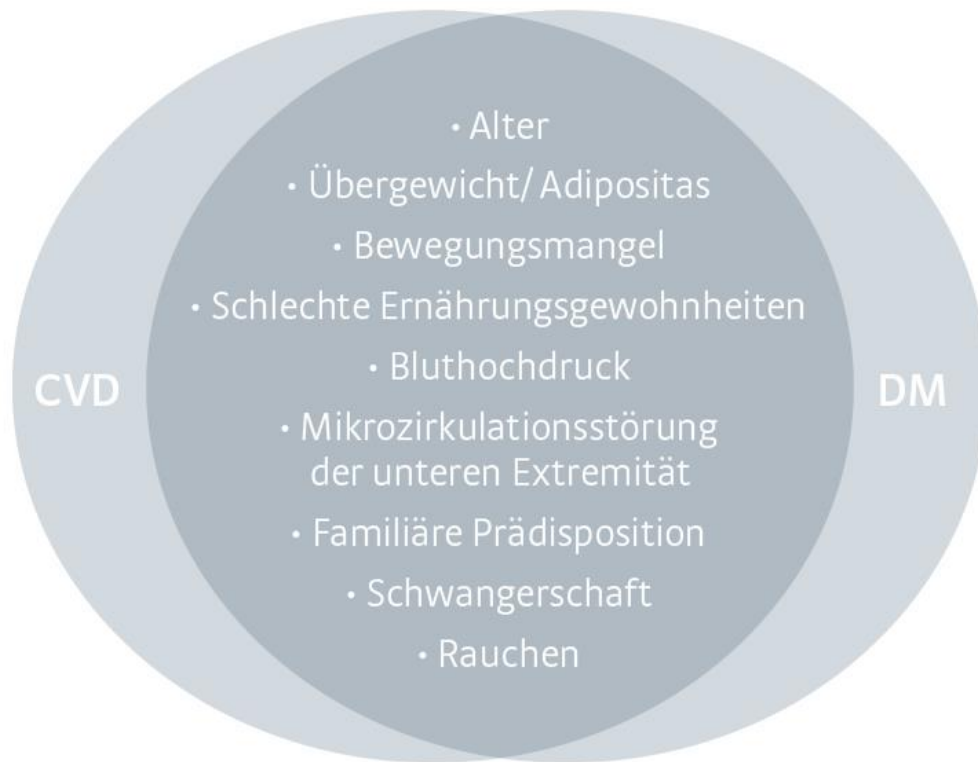 · Alter
· Übergewicht/ Adipositas
· Bewegungsmangel
· Schlechte Ernährungsgewohnheiten
· Bluthochdruck
CVD
DM
· Mikrozirkulationsstörung
der unteren Extremität
· Familiäre Prädisposition
· Schwangerschaft
· Rauchen